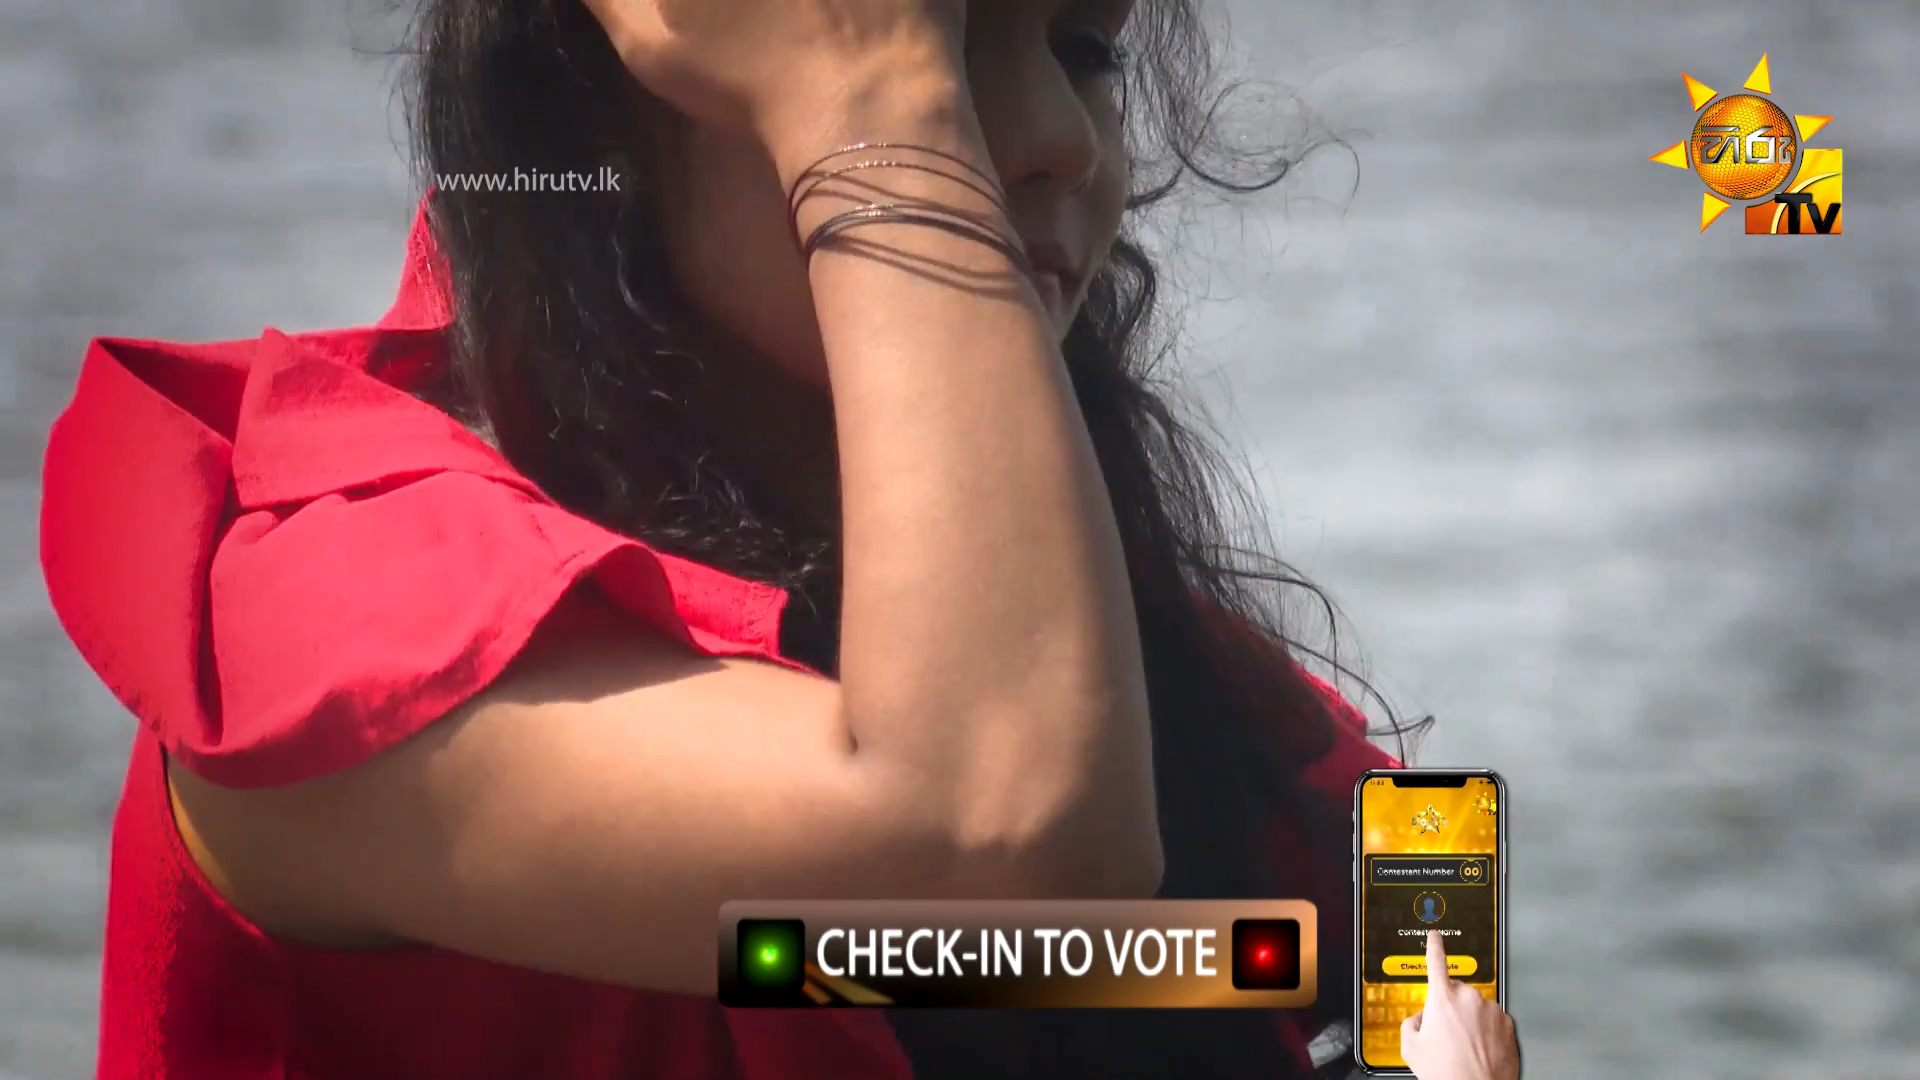 www.hirutv.lk
හිරු
Tv
CHECK-IN TO VOTE
Contestant Number 00